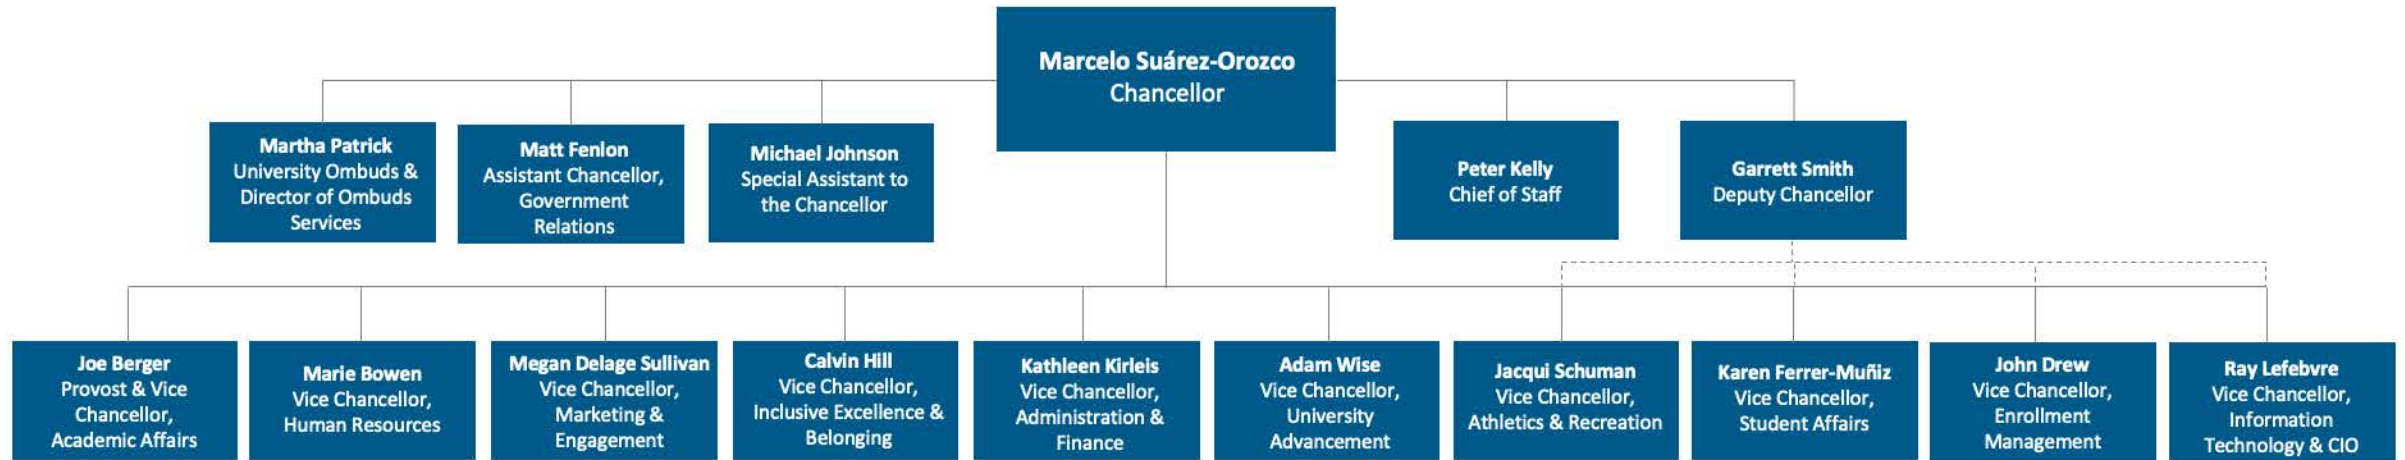 Marcelo Suárez-Orozco
Chancellor
Martha Patrick
University Ombuds &
Director of Ombuds
Services
Matt Fenlon
Assistant Chancellor,
Government
Relations
Michael Johnson
Special Assistant to
the Chancellor
Peter Kelly
Chief of Staff
Garrett Smith
Deputy Chancellor
Joe Berger
Provost & Vice
Chancellor,
Academic Affairs
Marie Bowen
Vice Chancellor,
Human Resources
Megan Delage Sullivan
Vice Chancellor,
Marketing &
Engagement
Calvin Hill
Vice Chancellor,
Inclusive Excellence &
Belonging
Kathleen Kirleis
Vice Chancellor,
Administration &
Finance
Adam Wise
Vice Chancellor,
University
Advancement
Jacqui Schuman
Vice Chancellor,
Athletics & Recreation
Karen Ferrer-Muñiz
Vice Chancellor,
Student Affairs
John Drew
Vice Chancellor,
Enrollment
Management
Ray Lefebvre
Vice Chancellor,
Information
Technology & CIO